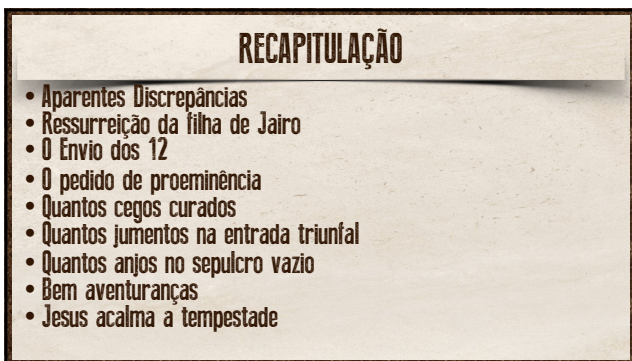 RECAPITULAÇÃO
• Aparentes Discrepâncias
• Ressurreição da filha de Jairo
• O Envio dos 12
• O pedido de proeminência
• Quantos cegos curados
• Quantos jumentos na entrada triunfal
• Quantos anjos no sepulcro vazio
• Bem aventuranças
• Jesus acalma a tempestade